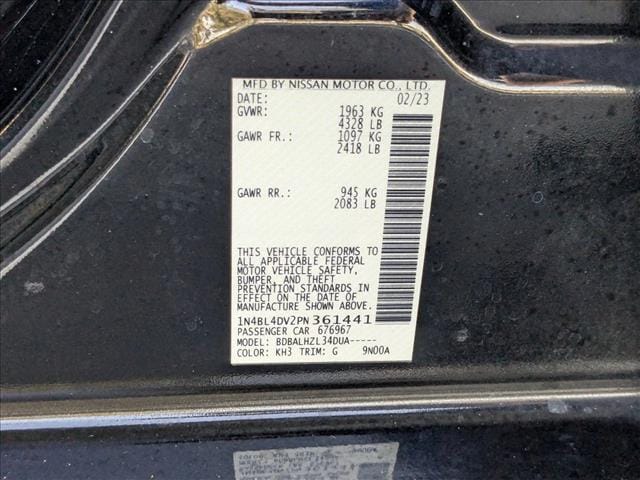 MFD BY NISSAN MOTOR CO., LTD.
DATE: 02/23
GVWR: 1963 KG
4328 LB
GAWR FR.: 1097 KG
2418 LB
GAWR RR.: 945 KG
2083 LB
THIS VEHICLE CONFORMS TO
ALL APPLICABLE FEDERAL
MOTOR VEHICLE SAFETY,
BUMPER, AND THEFT
PREVENTION STANDARDS IN
EFFECT ON THE DATE OF
MANUFACTURE SHOWN ABOVE.
1N4BL4DV2PN361441
PASSENGER CAR 676967
MODEL: BDBALHZL34DUA-----
COLOR: KH3 TRIM: G 9N00A